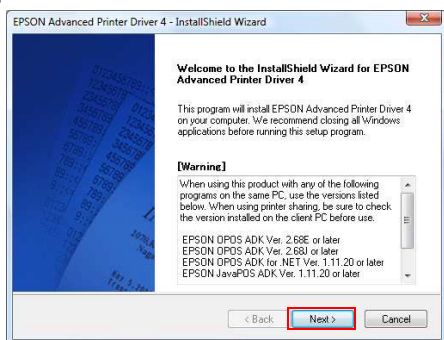 EPSON Advanced Printer Driver 4 - InstallShield Wizard
Welcome to the InstallShield Wizard for EPSON
Advanced Printer Driver 4
This program will install EPSON Advanced Printer Driver 4
on your computer. We recommend closing all Windows
applications before running this setup program.
[Warning]
When using this product with any of the following
programs on the same PC, use the versions listed
below. When using printer sharing, be sure to check
the version installed on the client PC before use.
EPSON OPOS ADK Ver. 2.68E or later
EPSON OPOS ADK Ver. 2.68J or later
EPSON OPOS ADK for .NET Ver. 1.11.20 or later
EPSON JavaPOS ADK Ver. 1.11.20 or later
< Back
Next >
Cancel